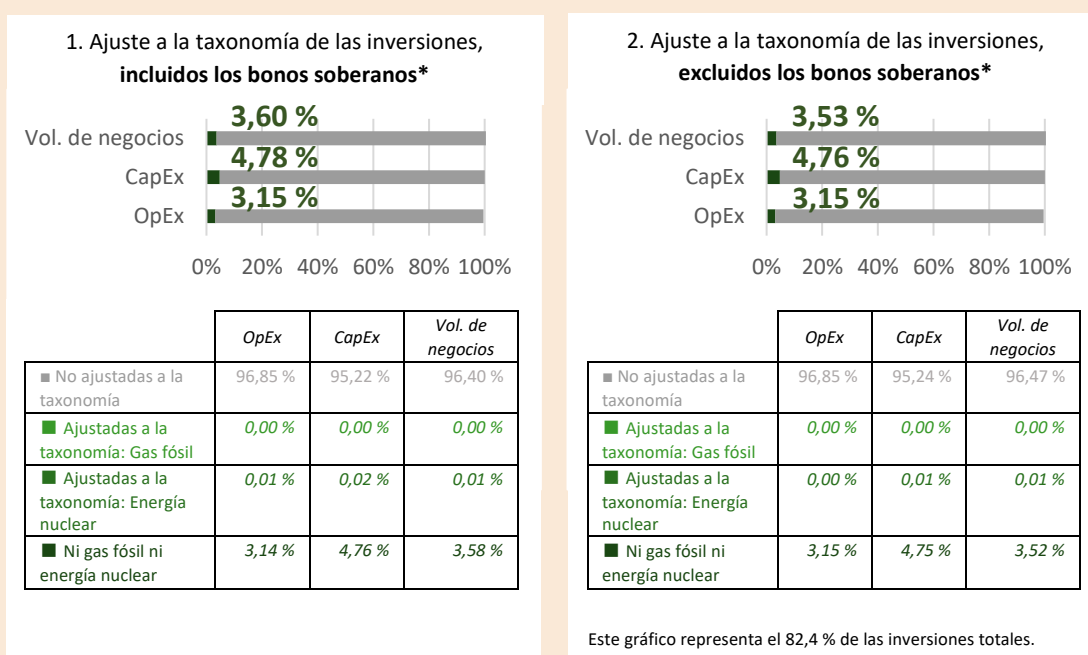 1. Ajuste a la taxonomía de las inversiones,
incluidos los bonos soberanos*
3,60 %
Vol. de negocios
4,78 %
CapEx
3,15 %
OpEx
0% 20% 40% 60% 80% 100%
OpEx CapEx Vol. de
negocios
■ No ajustadas a la 96,85 % 95,22 % 96,40 %
taxonomía
■ Ajustadas a la 0,00 % 0,00 % 0,00 %
taxonomía: Gas fósil
■ Ajustadas a la 0,01 % 0,02 % 0,01 %
taxonomía: Energía
nuclear
■ Ni gas fósil ni 3,14 % 4,76 % 3,58 %
energía nuclear
2. Ajuste a la taxonomía de las inversiones,
excluidos los bonos soberanos*
3,53 %
Vol. de negocios
4,76 %
CapEx
3,15 %
OpEx
0% 20% 40% 60% 80% 100%
OpEx CapEx Vol. de
negocios
■ No ajustadas a la 96,85 % 95,24 % 96,47 %
taxonomía
■ Ajustadas a la 0,00 % 0,00 % 0,00 %
taxonomía: Gas fósil
■ Ajustadas a la 0,00 % 0,01 % 0,01 %
taxonomía: Energía
nuclear
■ Ni gas fósil ni 3,15 % 4,75 % 3,52 %
energía nuclear
Este gráfico representa el 82,4 % de las inversiones totales.